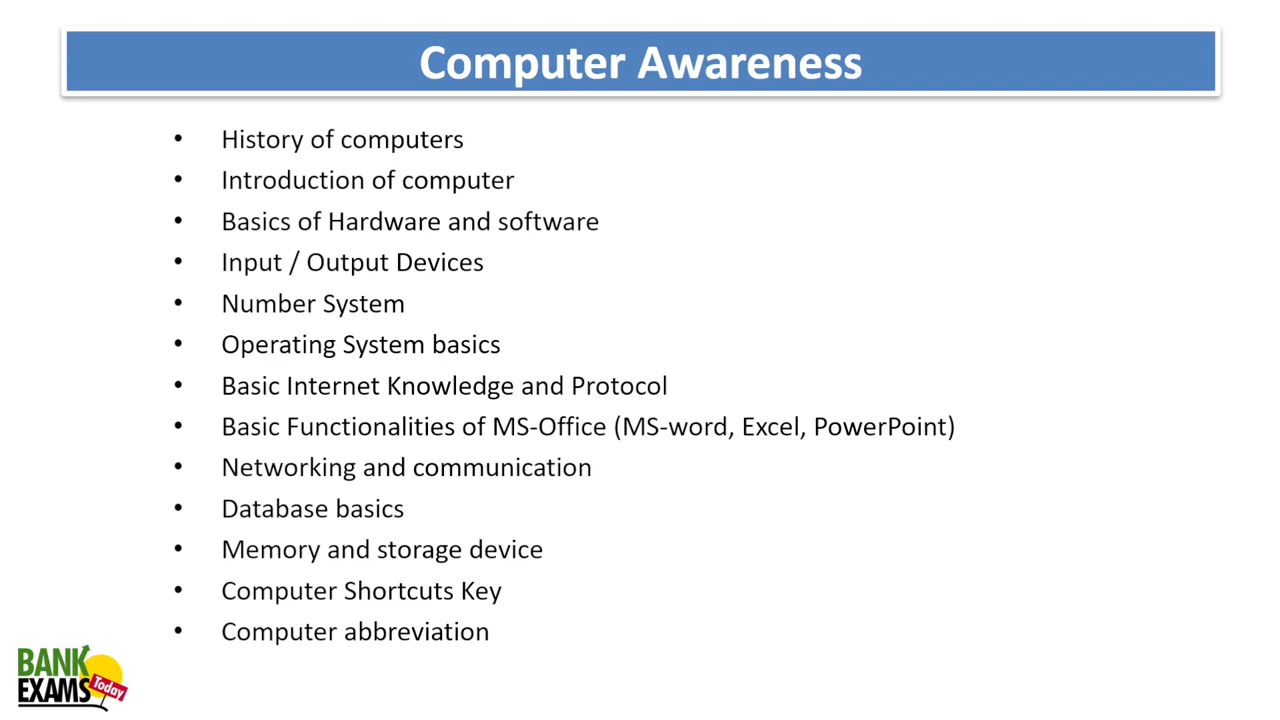 Computer Awareness
• History of computers
• Introduction of computer
• Basics of Hardware and software
• Input / Output Devices
• Number System
• Operating System basics
• Basic Internet Knowledge and Protocol
• Basic Functionalities of MS-Office (MS-word, Excel, PowerPoint)
• Networking and communication
• Database basics
• Memory and storage device
• Computer Shortcuts Key
• Computer abbreviation
BANK
EXAMS Today